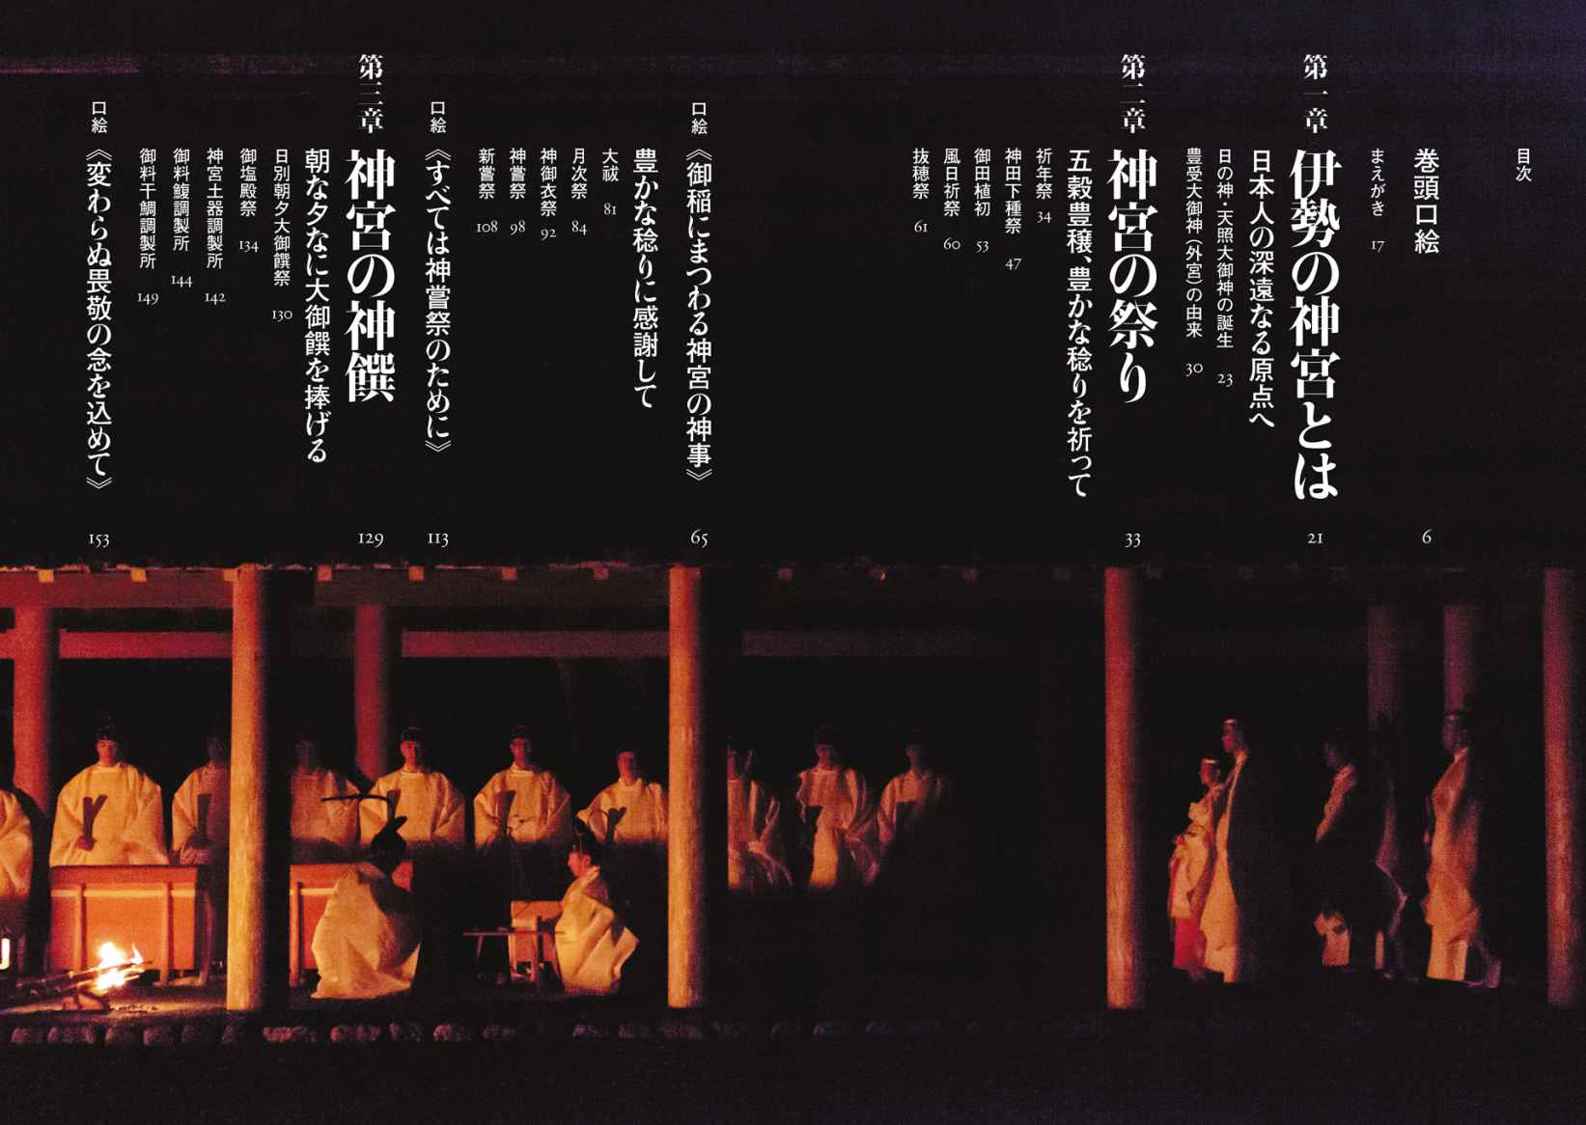 目次
巻頭口絵 6
まえがき 17
第一章 伊勢の神宮とは 21
日本人の深遠なる原点へ
日の神・天照大御神の誕生 23
豊受大御神（外宮）の由来 30
第二章 神宮の祭り 33
五穀豊穣、豊かな稔りを祈って
祈年祭 34
神田下種祭 47
御田植初 53
風日祈祭 60
抜穂祭 61
口絵 《御稲にまつわる神宮の神事》 65
豊かな稔りに感謝して
大祓 81
月次祭 84
神御衣祭 92
神嘗祭 98
新嘗祭 108
口絵 《すべては神嘗祭のために》 113
第三章 神宮の神饌 129
朝な夕なに大御饌を捧げる
日別朝夕大御饌祭 130
御塩殿祭 134
神宮土器調製所 142
御料鰒調製所 144
御料干鯛調製所 149
口絵 《変わらぬ畏敬の念を込めて》 153